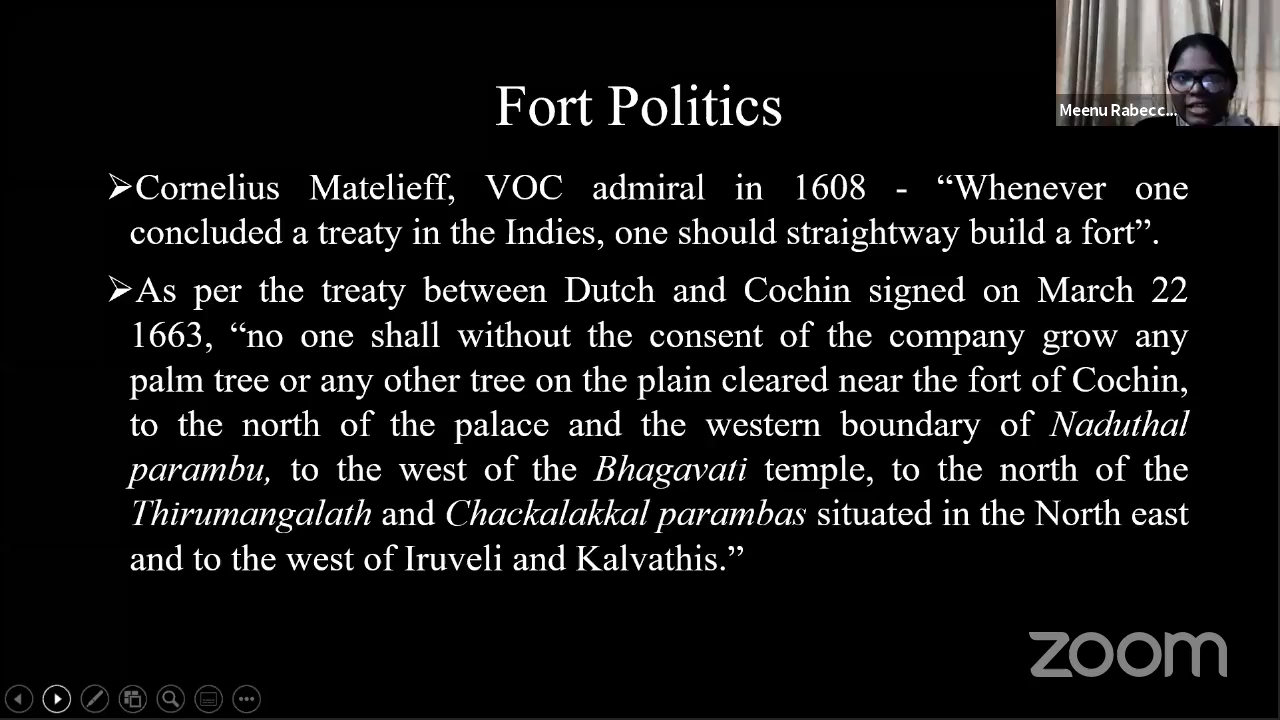 Meenu Rabecc...
Fort Politics
➢Cornelius Matelieff, VOC admiral in 1608 - “Whenever one
concluded a treaty in the Indies, one should straightway build a fort”.
➢As per the treaty between Dutch and Cochin signed on March 22
1663, “no one shall without the consent of the company grow any
palm tree or any other tree on the plain cleared near the fort of Cochin,
to the north of the palace and the western boundary of Naduthal
parambu, to the west of the Bhagavati temple, to the north of the
Thirumangalath and Chackalakkal parambas situated in the North east
and to the west of Iruveli and Kalvathis.”
zoom